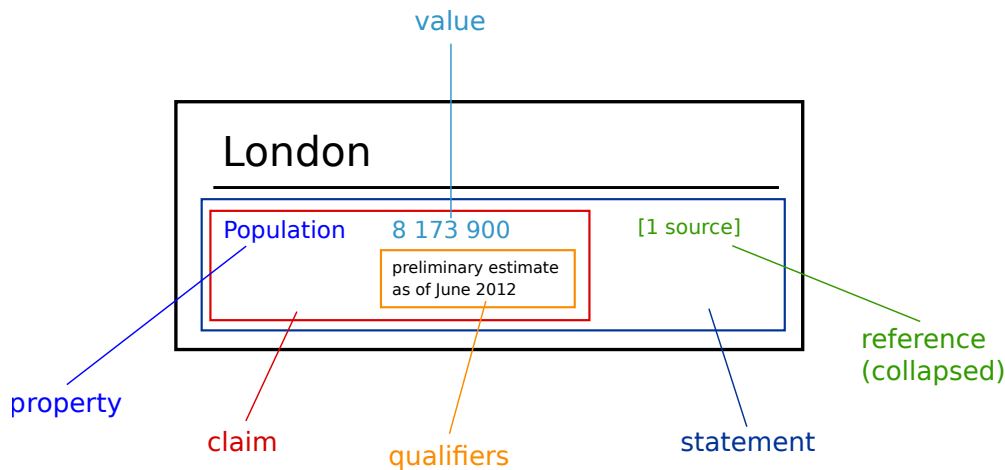 value
London
Population
8 173 900
[1 source]
preliminary estimate
as of June 2012
reference
(collapsed)
property
claim
qualifiers
statement